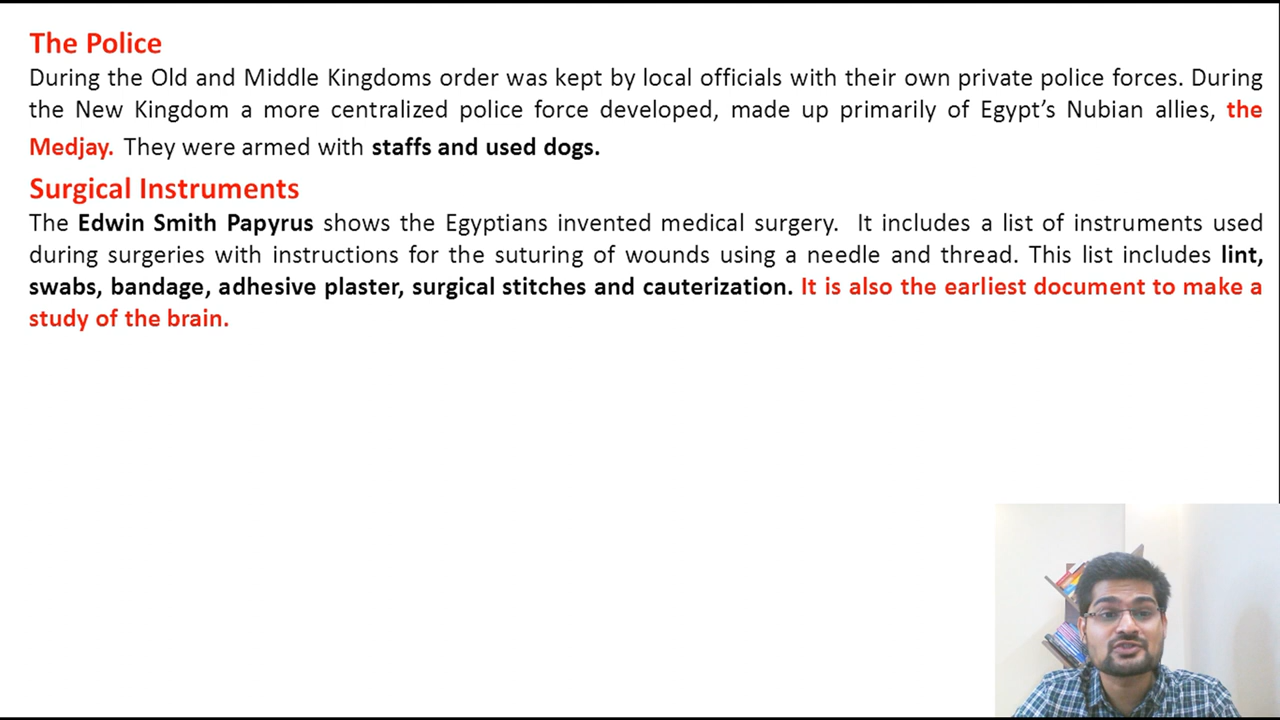 The Police
During the Old and Middle Kingdoms order was kept by local officials with their own private police forces. During
the New Kingdom a more centralized police force developed, made up primarily of Egypt’s Nubian allies, the
Medjay. They were armed with staffs and used dogs.
Surgical Instruments
The Edwin Smith Papyrus shows the Egyptians invented medical surgery. It includes a list of instruments used
during surgeries with instructions for the suturing of wounds using a needle and thread. This list includes lint,
swabs, bandage, adhesive plaster, surgical stitches and cauterization. It is also the earliest document to make a
study of the brain.